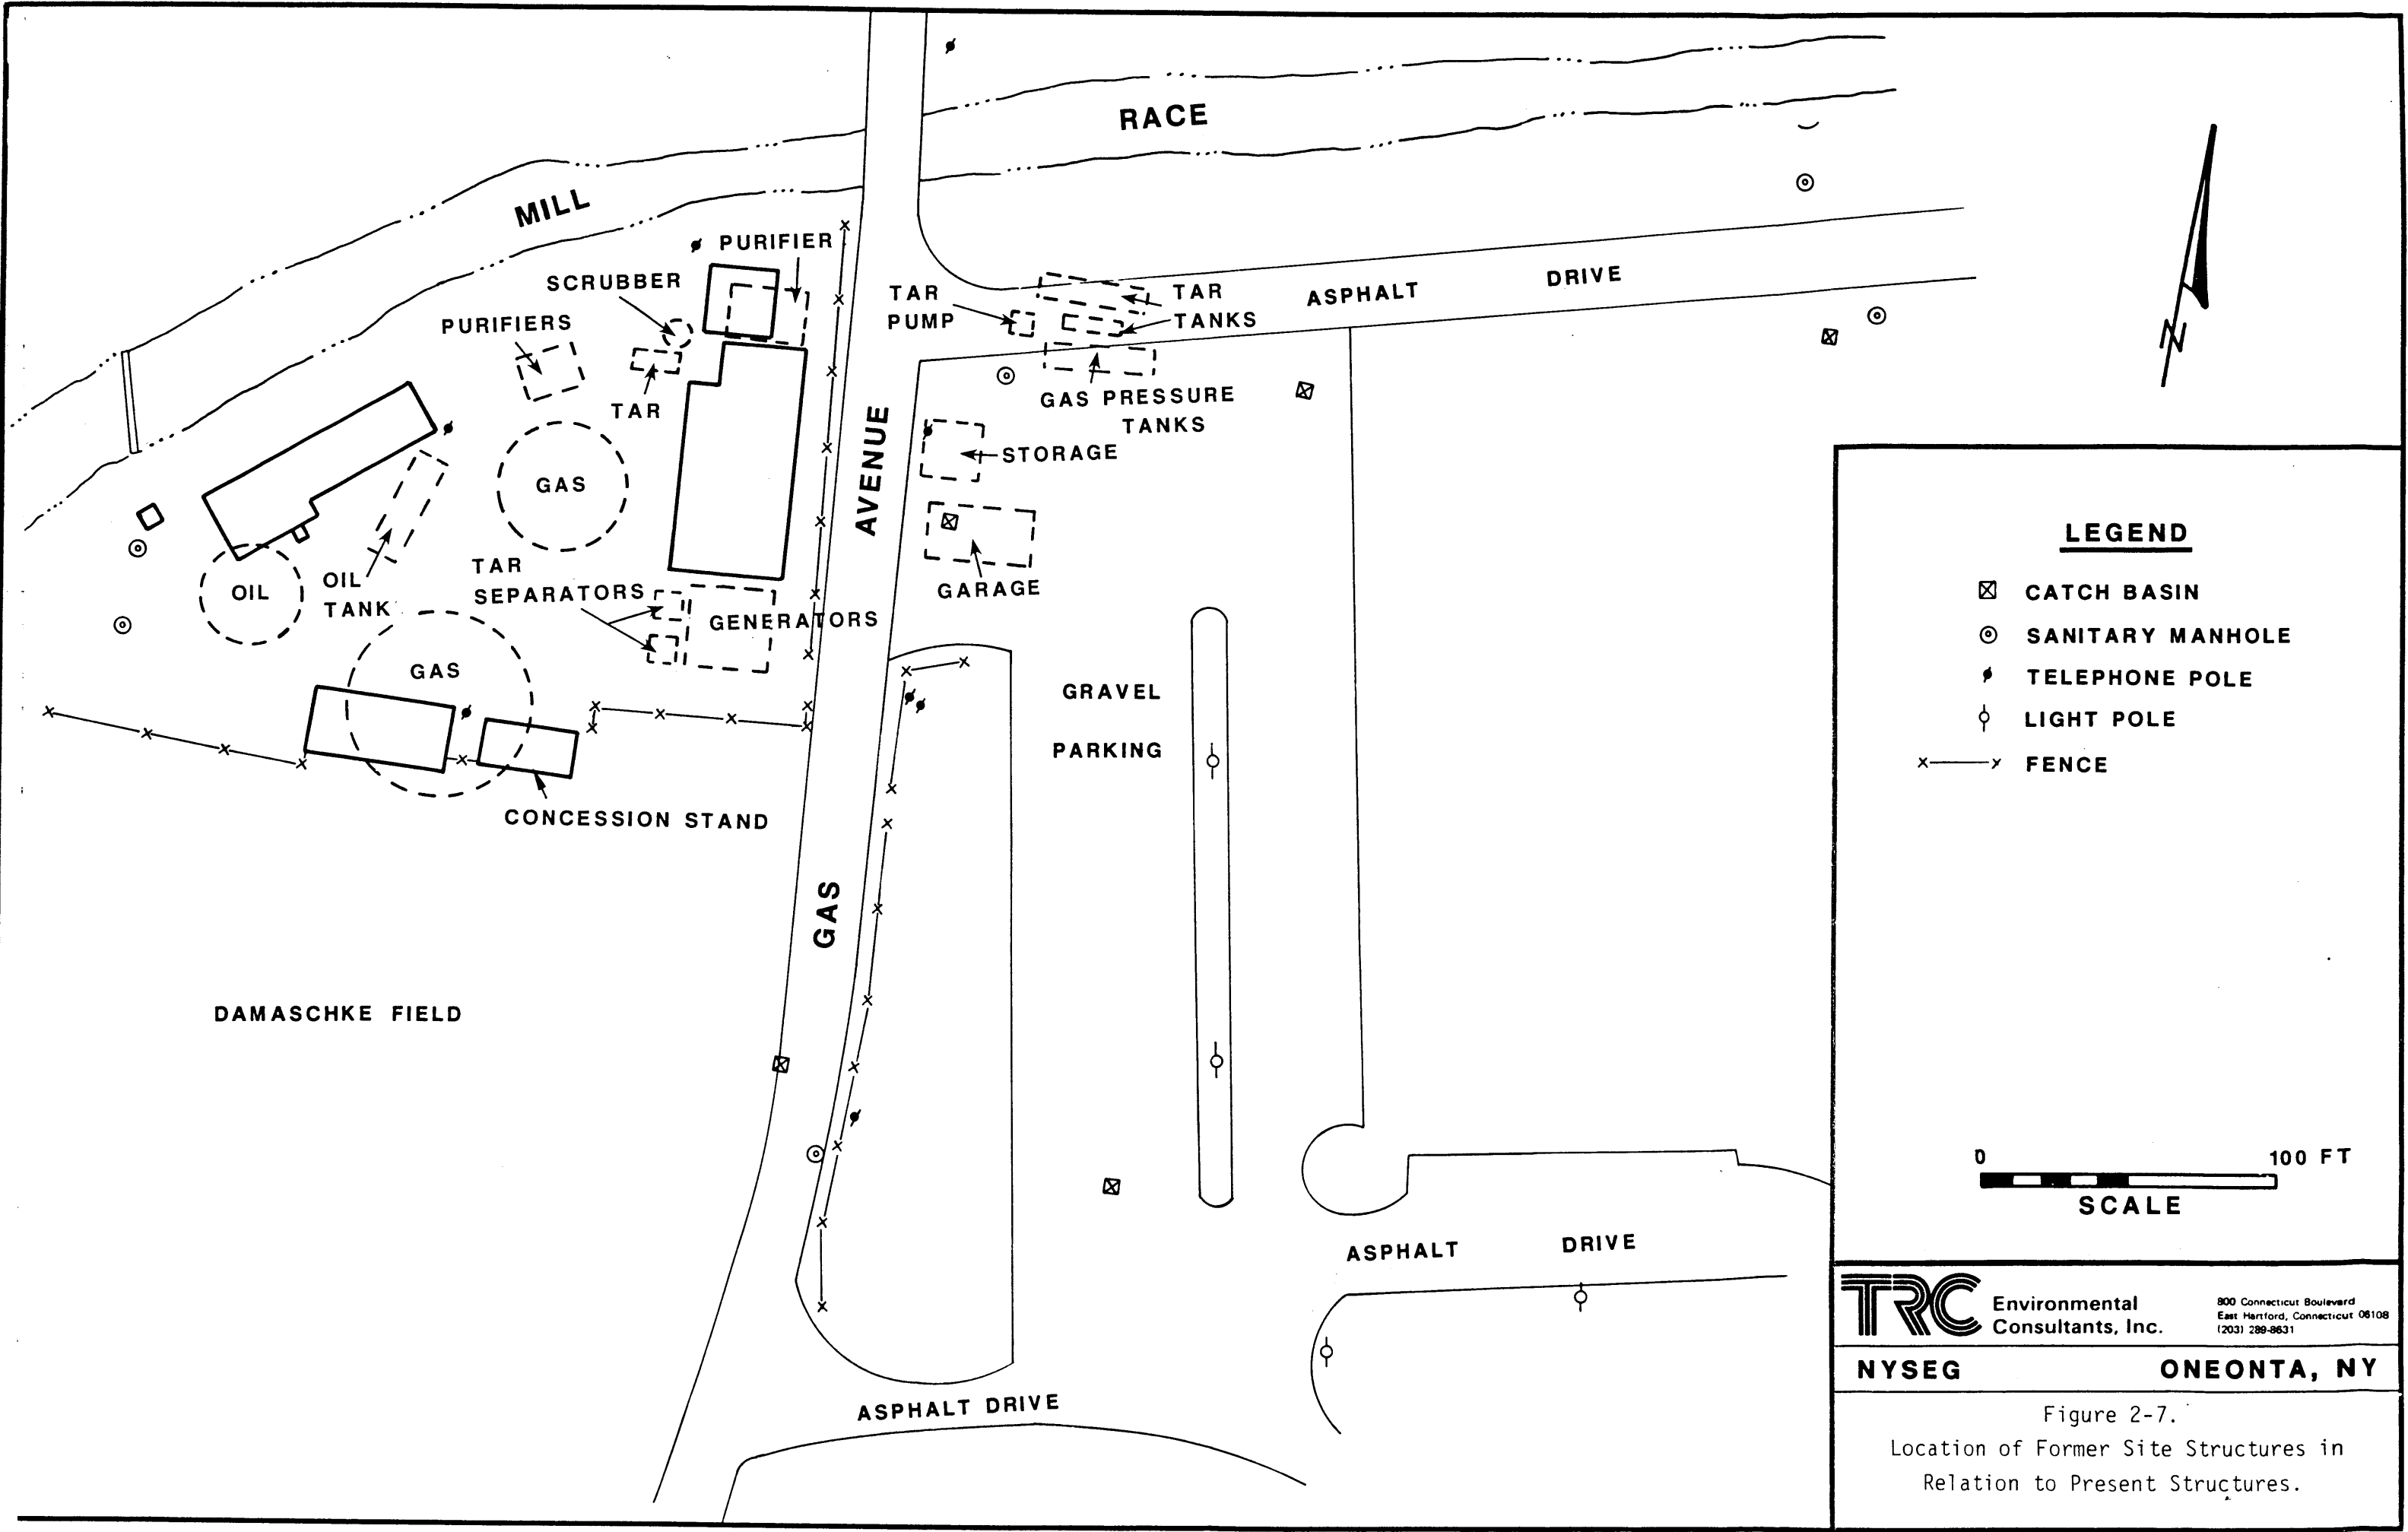 RACE
MILL
PURIFIER
SCRUBBER
PURIFIERS
TAR
TAR
PUMP
TAR
TANKS
ASPHALT DRIVE
GAS PRESSURE
TANKS
TAR
GAS
STORAGE
AVENUE
GARAGE
OIL
OIL
TANK
TAR
SEPARATORS
GENERATORS
GAS
CONCESSION STAND
GRAVEL
PARKING
GAS
DAMASCHKE FIELD
ASPHALT DRIVE
ASPHALT DRIVE
N
LEGEND
CATCH BASIN
SANITARY MANHOLE
TELEPHONE POLE
LIGHT POLE
x x FENCE
0 100 FT
SCALE
TRC Environmental
Consultants, Inc.
800 Connecticut Boulevard
East Hartford, Connecticut 06108
(203) 289-8631
NYSEG ONEONTA, NY
Figure 2-7.
Location of Former Site Structures in
Relation to Present Structures.